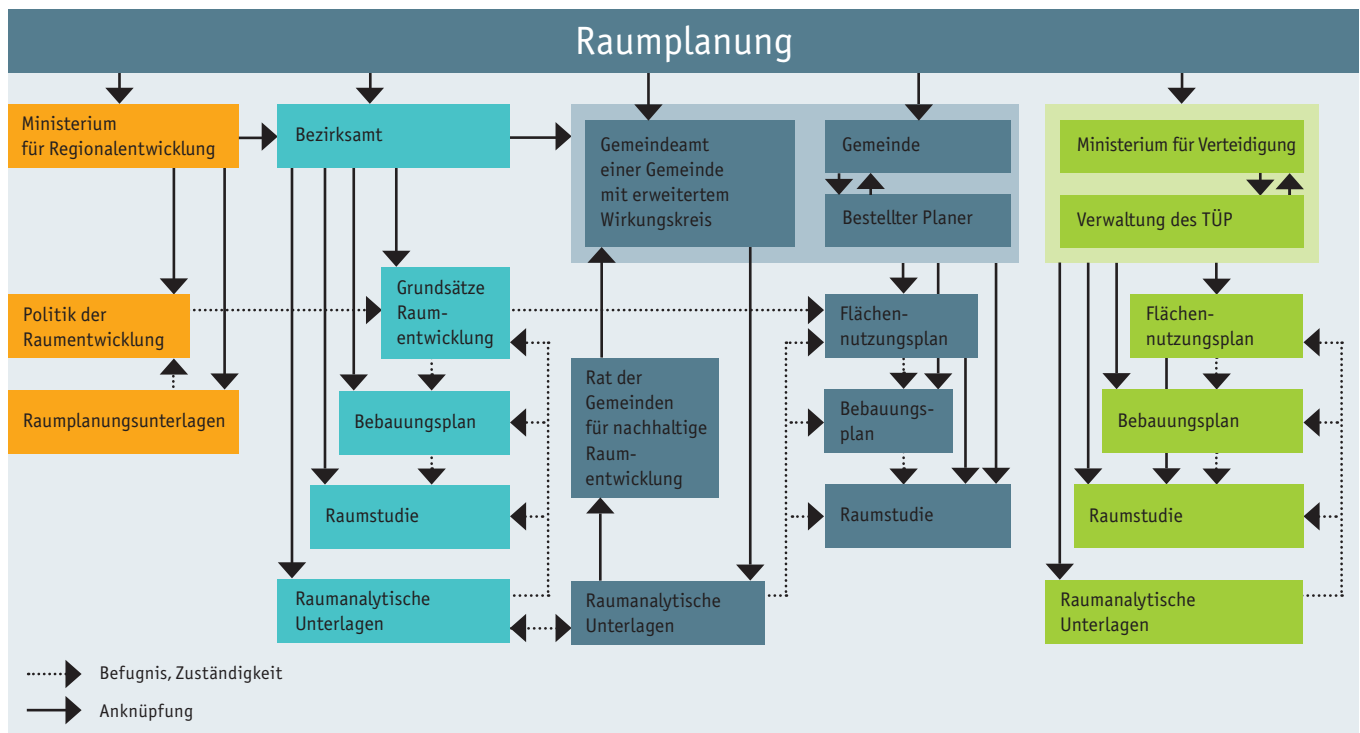 Raumplanung
Ministerium
für Regionalentwicklung
Politik der
Raumentwicklung
Raumplanungsunterlagen
Bezirksamt
Grundsätze
Raum-
entwicklung
Bebauungsplan
Raumstudie
Raumanalytische
Unterlagen
Gemeindeamt
einer Gemeinde
mit erweitertem
Wirkungskreis
Rat der
Gemeinden
für nachhaltige
Raum-
entwicklung
Raumanalytische
Unterlagen
Gemeinde
Bestellter Planer
Flächen-
nutzungsplan
Bebauungs-
plan
Raumstudie
Ministerium für Verteidigung
Verwaltung des TÜP
Flächen-
nutzungsplan
Bebauungsplan
Raumstudie
Raumanalytische
Unterlagen
Befugnis, Zuständigkeit
Anknüpfung